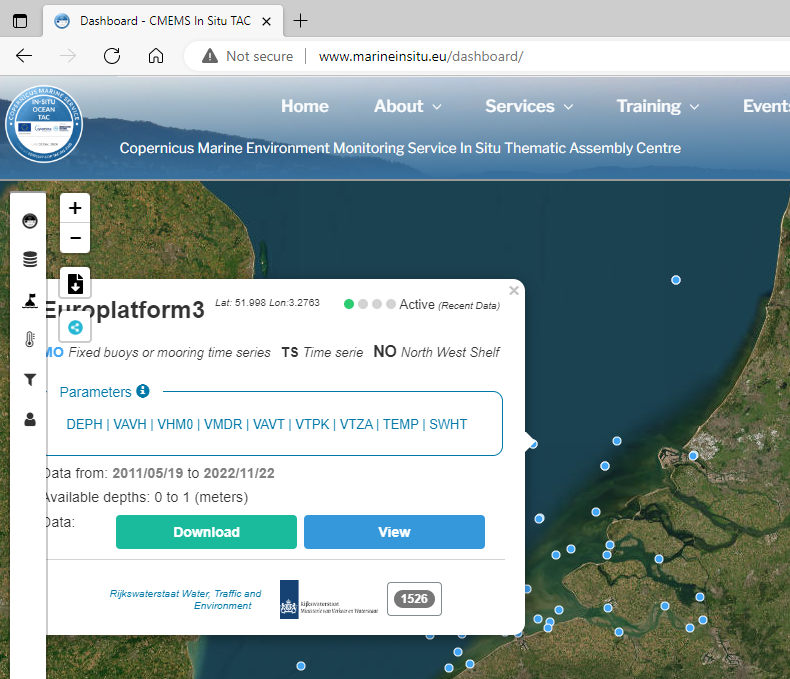 Dashboard - CMEMS In Situ TAC
Not secure
www.marineinsitu.eu/dashboard/
COPERNICUS MARINE SERVICE
IN-SITU
OCEAN
TAC
Home
About
Services
Training
Events
Copernicus Marine Environment Monitoring Service In Situ Thematic Assembly Centre
+
−
Europlatform3
Lat: 51.998 Lon:3.2763
Active (Recent Data)
MO Fixed buoys or mooring time series TS Time serie NO North West Shelf
Parameters
DEPH | VAVH | VHM0 | VMDR | VAVT | VTPK | VTZA | TEMP | SWHT
Data from: 2011/05/19 to 2022/11/22
Available depths: 0 to 1 (meters)
Data:
Download
View
Rijkswaterstaat Water, Traffic and
Environment
Rijkswaterstaat
Ministerie van Verkeer en Waterstaat
1526